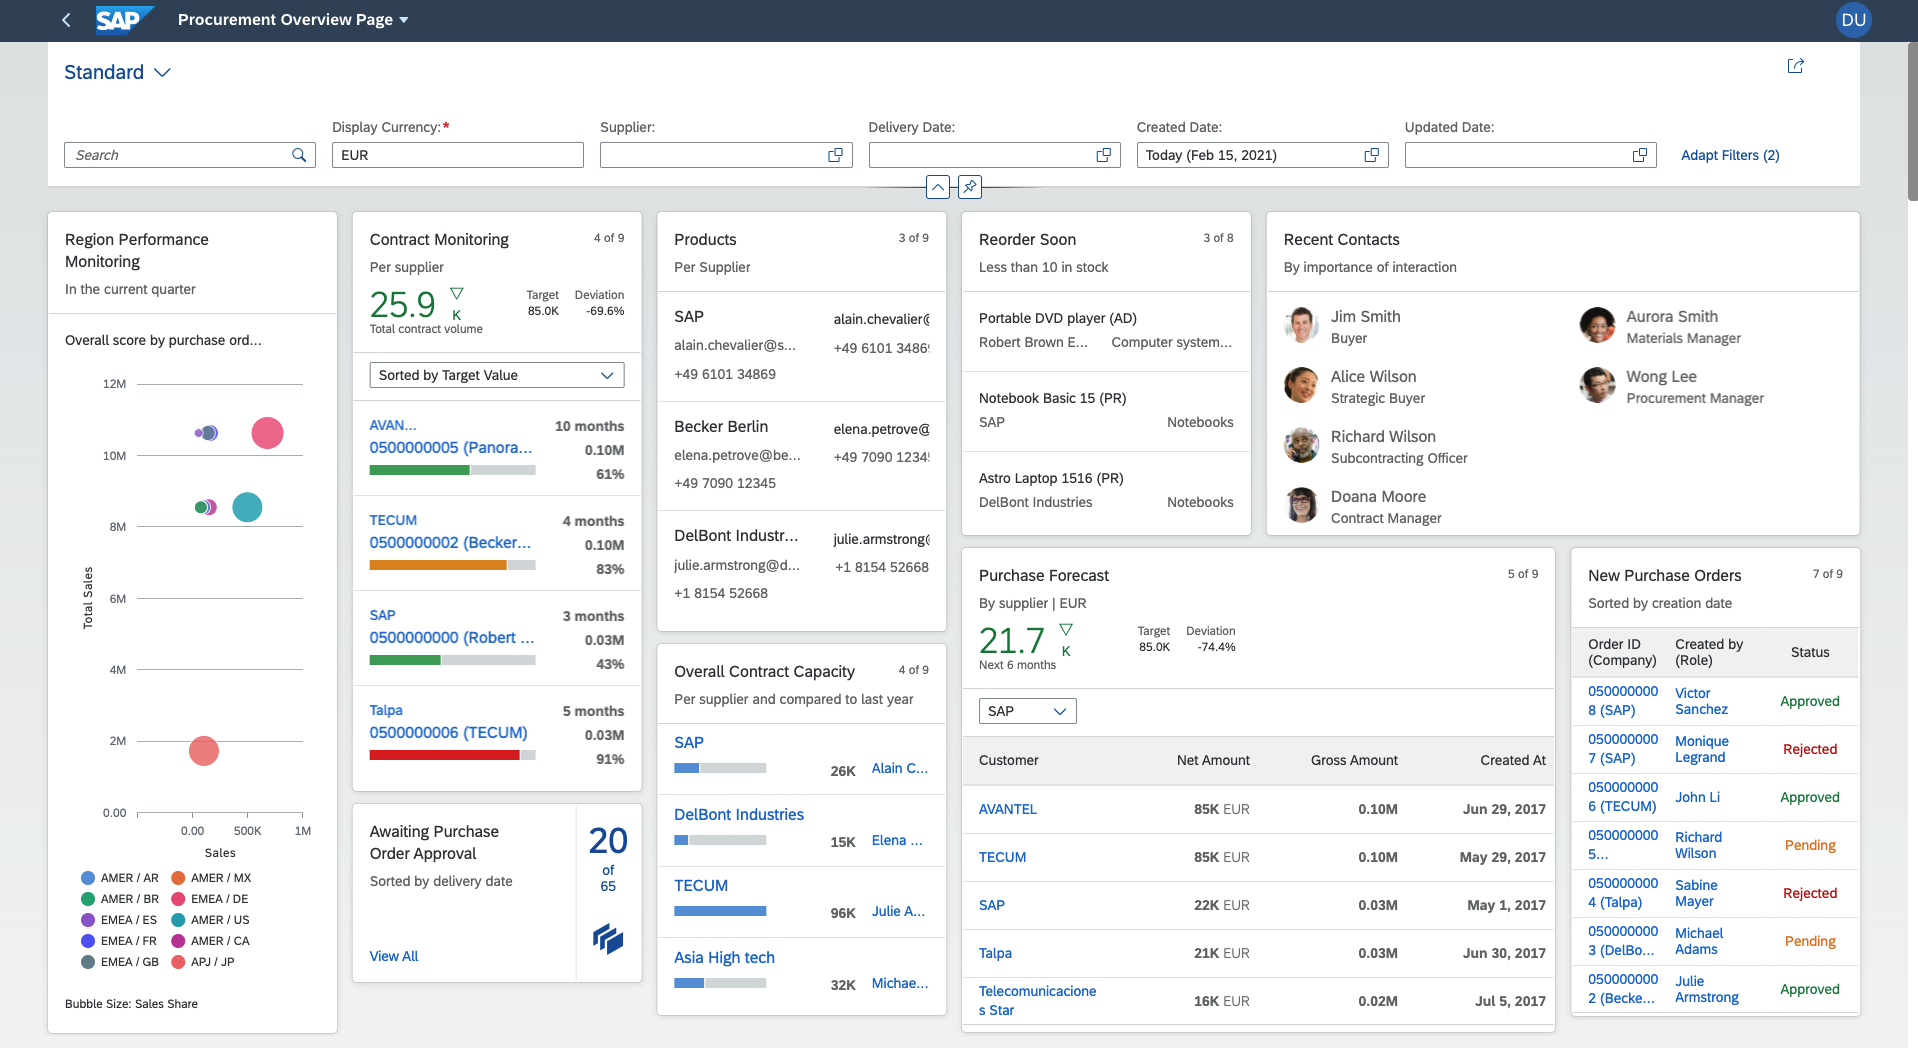 SAP
Procurement Overview Page
DU
Standard
Search
Display Currency:*
EUR
Supplier:
Delivery Date:
Created Date:
Today (Feb 15, 2021)
Updated Date:
Adapt Filters (2)
Region Performance
Monitoring
In the current quarter
Overall score by purchase ord...
12M
10M
8M
6M
4M
2M
0.00
Total Sales
0.00 500K 1M
Sales
AMER / AR AMER / MX
AMER / BR EMEA / DE
EMEA / ES AMER / US
EMEA / FR AMER / CA
EMEA / GB APJ / JP
Bubble Size: Sales Share
Contract Monitoring 4 of 9
Per supplier
25.9 K
Total contract volume
Target Deviation
85.0K -69.6%
Sorted by Target Value
AVAN... 10 months
0500000005 (Panora... 0.10M
61%
TECUM 4 months
0500000002 (Becker... 0.10M
83%
SAP 3 months
0500000000 (Robert ... 0.03M
43%
Talpa 5 months
0500000006 (TECUM) 0.03M
91%
Awaiting Purchase
Order Approval
Sorted by delivery date
View All
20
of
65
Products 3 of 9
Per Supplier
SAP alain.chevalier@
alain.chevalier@s... +49 6101 34869
+49 6101 34869
Becker Berlin elena.petrove@
elena.petrove@be... +49 7090 12345
+49 7090 12345
DelBont Industr... julie.armstrong@
julie.armstrong@d... +1 8154 52668
+1 8154 52668
Overall Contract Capacity 4 of 9
Per supplier and compared to last year
SAP
26K Alain C...
DelBont Industries
15K Elena ...
TECUM
96K Julie A...
Asia High tech
32K Michae...
Reorder Soon 3 of 8
Less than 10 in stock
Portable DVD player (AD)
Robert Brown E... Computer system...
Notebook Basic 15 (PR)
SAP Notebooks
Astro Laptop 1516 (PR)
DelBont Industries Notebooks
Recent Contacts
By importance of interaction
Jim Smith
Buyer
Aurora Smith
Materials Manager
Alice Wilson
Strategic Buyer
Wong Lee
Procurement Manager
Richard Wilson
Subcontracting Officer
Doana Moore
Contract Manager
Purchase Forecast 5 of 9
By supplier | EUR
21.7 K
Next 6 months
Target Deviation
85.0K -74.4%
SAP
Customer Net Amount Gross Amount Created At
AVANTEL 85K EUR 0.10M Jun 29, 2017
TECUM 85K EUR 0.10M May 29, 2017
SAP 22K EUR 0.03M May 1, 2017
Talpa 21K EUR 0.03M Jun 30, 2017
Telecomunicacione
s Star 16K EUR 0.02M Jul 5, 2017
New Purchase Orders 7 of 9
Sorted by creation date
Order ID Created by Status
(Company) (Role)
050000000 Victor Approved
8 (SAP) Sanchez
050000000 Monique Rejected
7 (SAP) Legrand
050000000 John Li Approved
6 (TECUM)
050000000 Richard Pending
5... Wilson
050000000 Sabine Rejected
4 (Talpa) Mayer
050000000 Michael Pending
3 (DelBo... Adams
050000000 Julie Approved
2 (Becke... Armstrong